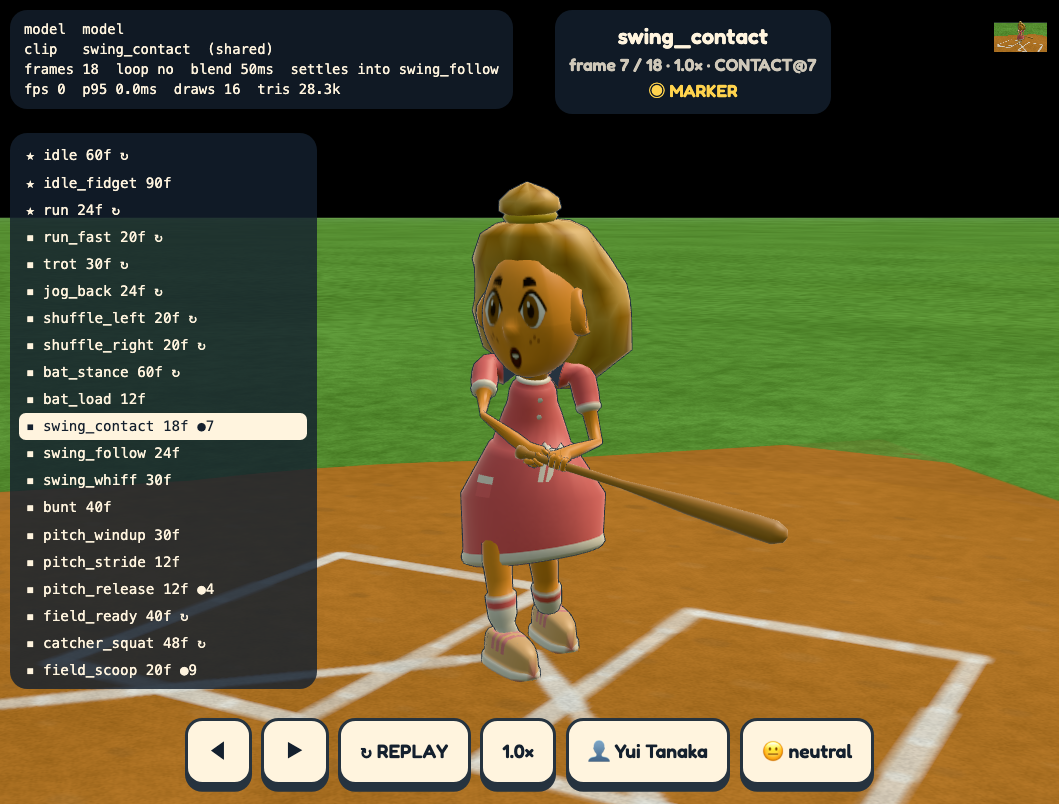 model  model
clip   swing_contact  (shared)
frames 18  loop no  blend 50ms  settles into swing_follow
fps 0  p95 0.0ms  draws 16  tris 28.3k
swing_contact
frame 7 / 18 · 1.0× · CONTACT@7
◉ MARKER
★ idle 60f ↻
★ idle_fidget 90f
★ run 24f ↻
▪ run_fast 20f ↻
▪ trot 30f ↻
▪ jog_back 24f ↻
▪ shuffle_left 20f ↻
▪ shuffle_right 20f ↻
▪ bat_stance 60f ↻
▪ bat_load 12f
▪ swing_contact 18f ●7
▪ swing_follow 24f
▪ swing_whiff 30f
▪ bunt 40f
▪ pitch_windup 30f
▪ pitch_stride 12f
▪ pitch_release 12f ●4
▪ field_ready 40f ↻
▪ catcher_squat 48f ↻
▪ field_scoop 20f ●9
◀ ▶ ↻ REPLAY 1.0× 👤 Yui Tanaka 😐 neutral